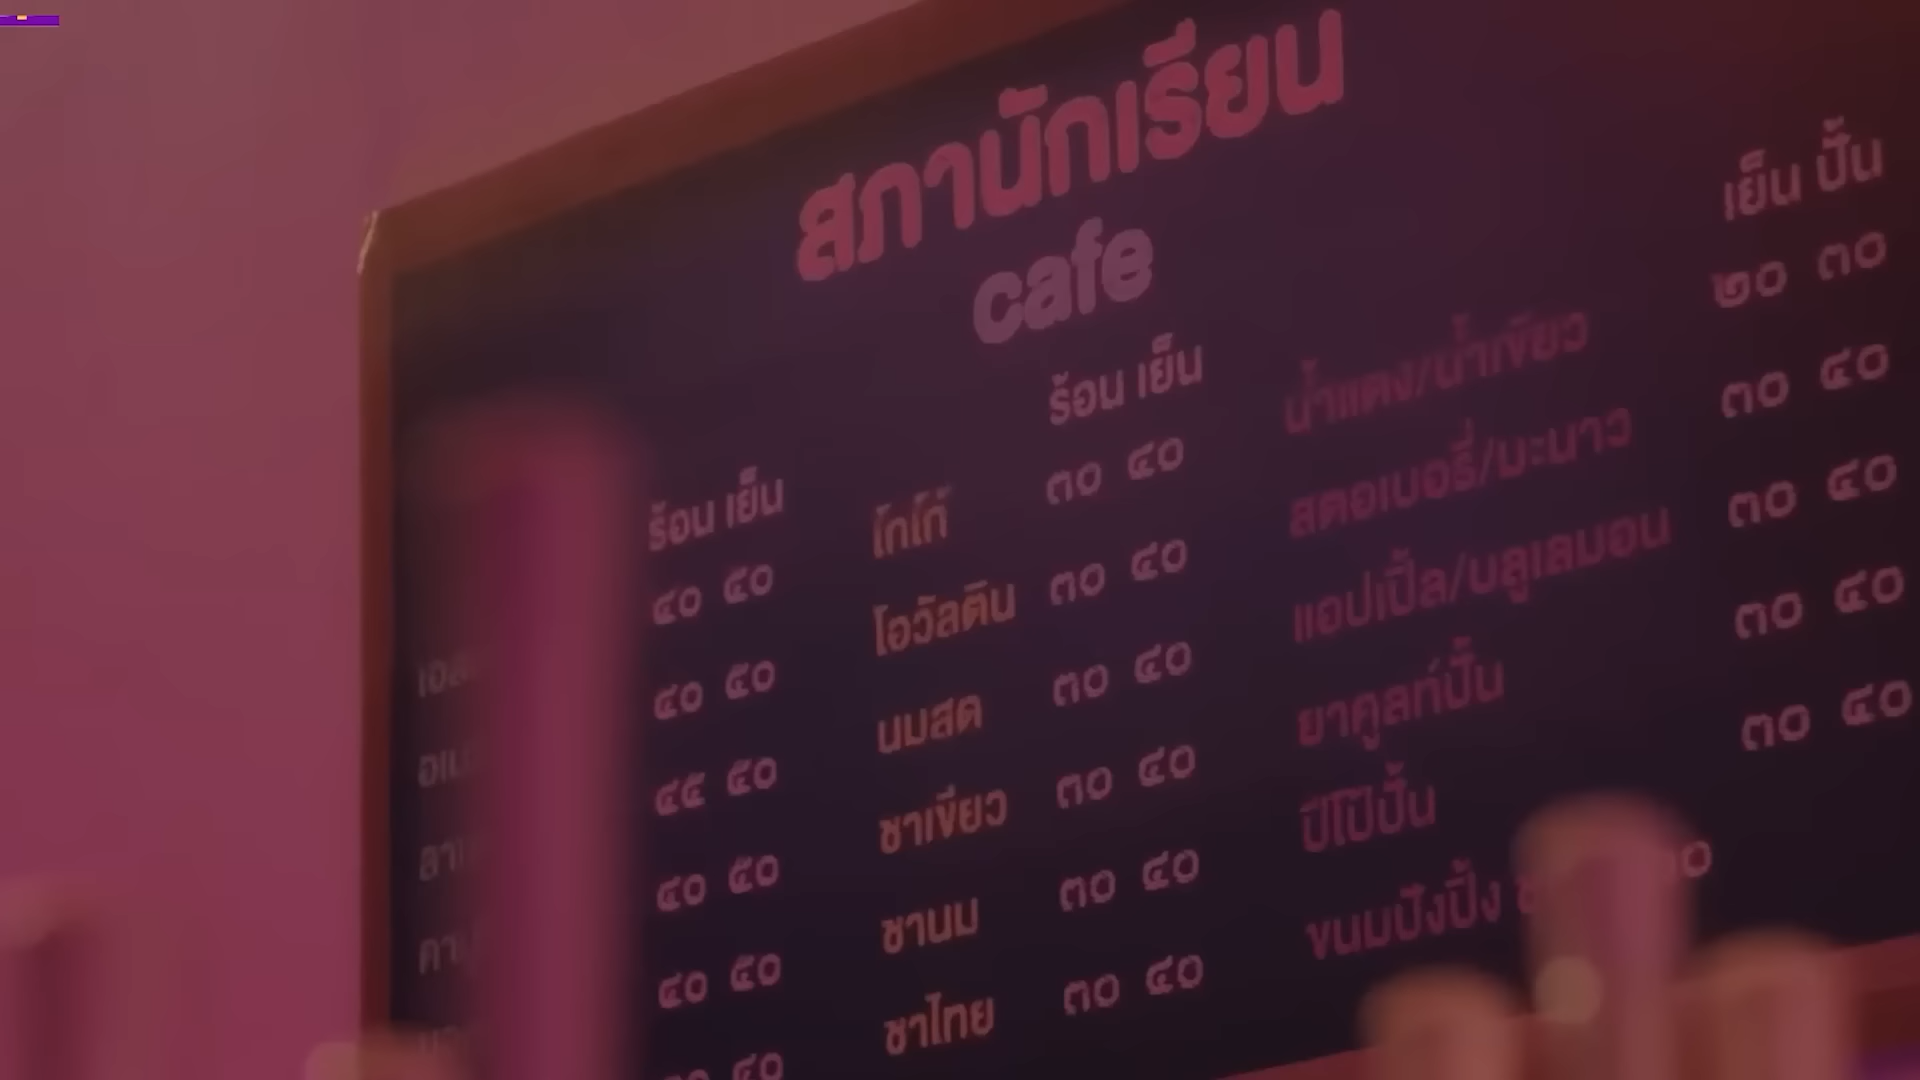 สภานักเรียน
cafe
ร้อน เย็น
๔๐ ๕๐
๔๐ ๕๐
๔๕ ๕๐
๔๐ ๕๐
๔๐ ๕๐
๕๐
ร้อน เย็น
โกโก้ ๓๐ ๔๐
โอวัลติน ๓๐ ๔๐
นมสด ๓๐ ๔๐
ชาเขียว ๓๐ ๔๐
ชานม ๓๐ ๔๐
ชาไทย ๓๐ ๔๐
เย็น ปั่น
น้ำแดง/น้ำเขียว ๒๐ ๓๐
สตอเบอรี่/มะนาว ๓๐ ๔๐
แอปเปิ้ล/บลูเลมอน ๓๐ ๔๐
ยาคูลท์ปั่น ๓๐ ๔๐
ปีโป้ปั่น ๓๐ ๔๐
ขนมปังปิ้ง